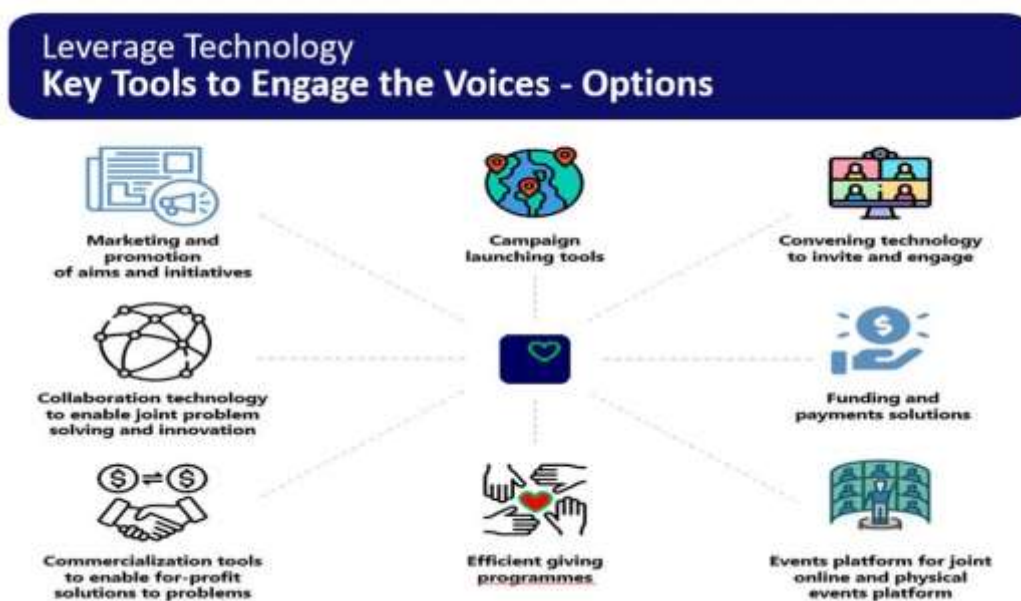 Leverage Technology
Key Tools to Engage the Voices - Options
Marketing and
promotion
of aims and initiatives
Campaign
launching tools
Convening technology
to invite and engage
Collaboration technology
to enable joint problem
solving and innovation
Funding and
payments solutions
Commercialization tools
to enable for-profit
solutions to problems
Efficient giving
programmes
Events platform for joint
online and physical
events platform